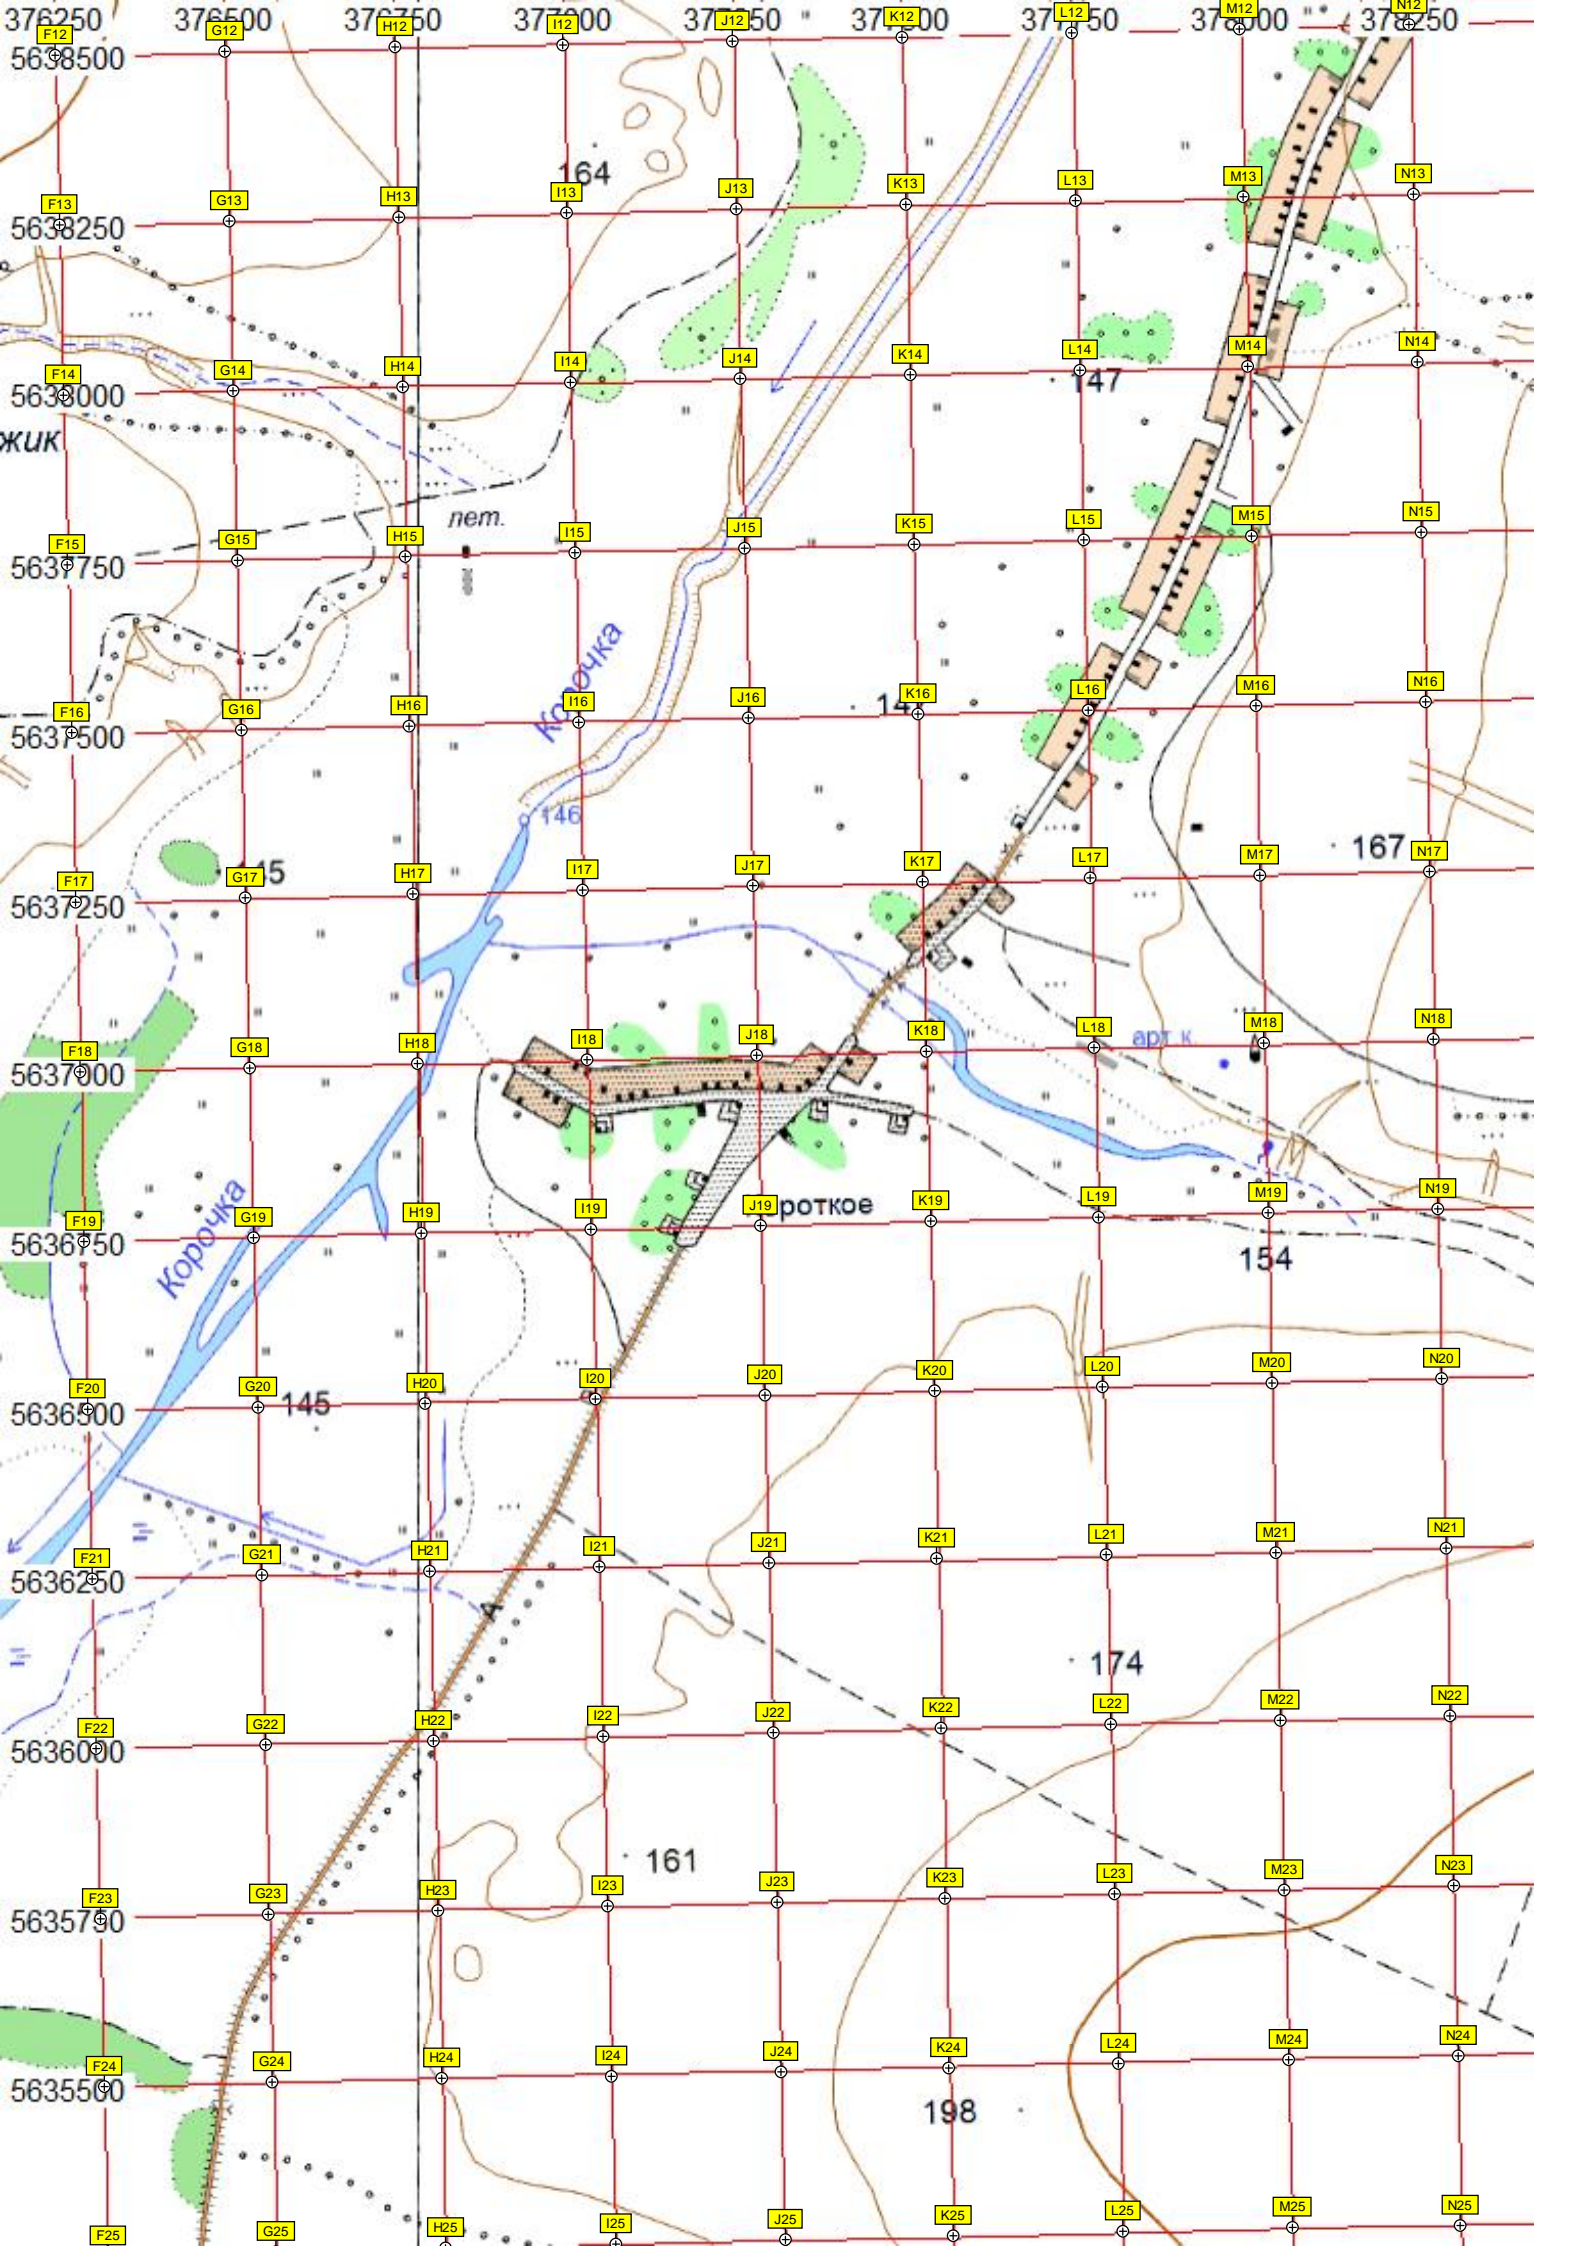 376250 376500 376750
F12 G12 H12 I12 J12 K12 L12 M12 N12
5638500
164
F13 G13 H13 I13 J13 K13 L13 M13 N13
5638250
F14 G14 H14 I14 J14 K14 L14 M14 N14
147
жик
лет.
F15 G15 H15 I15 J15 K15 L15 M15 N15
5637750
Корочка
F16 G16 H16 I16 J16 K16 L16 M16 N16
5637500
146
167
F17 G17 H17 I17 J17 K17 L17 M17 N17
5637250
арт.к.
F18 G18 H18 I18 J18 K18 L18 M18 N18
5637000
Корочка
F19 G19 H19 I19 J19 K19 L19 M19 N19
роткое
5636750
154
F20 G20 H20 I20 J20 K20 L20 M20 N20
145
F21 G21 H21 I21 J21 K21 L21 M21 N21
5636250
А
174
F22 G22 H22 I22 J22 K22 L22 M22 N22
5636000
161
F23 G23 H23 I23 J23 K23 L23 M23 N23
5635750
F24 G24 H24 I24 J24 K24 L24 M24 N24
5635500
198
F25 G25 H25 I25 J25 K25 L25 M25 N25